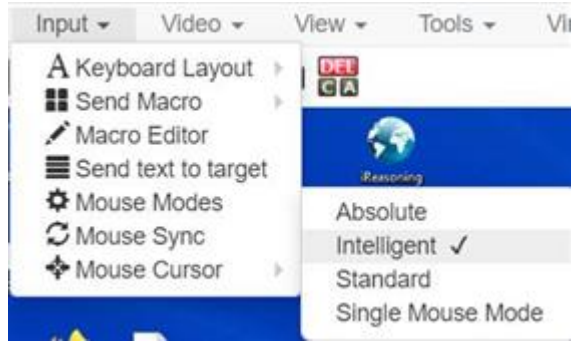 Input Video View Tools Vi
A Keyboard Layout
DEL
C A
Send Macro
Macro Editor
Send text to target
Mouse Modes
Mouse Sync
Mouse Cursor
iReasoning
Absolute
Intelligent ✓
Standard
Single Mouse Mode